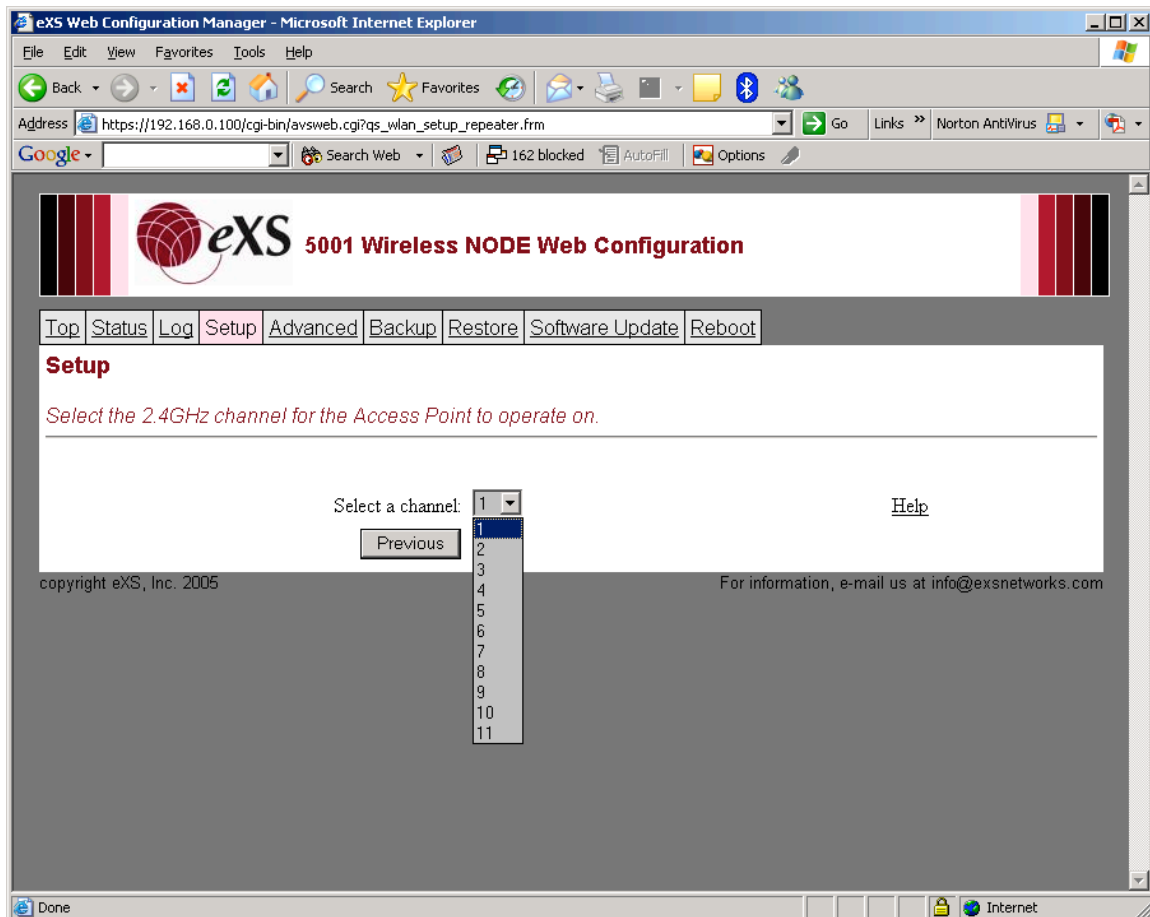 eXS Web Configuration Manager - Microsoft Internet Explorer
File Edit View Favorites Tools Help
Back Search Favorites
Address https://192.168.0.100/cgi-bin/avsweb.cgi?qs_wlan_setup_repeater.frm Go Links » Norton AntiVirus
Google Search Web 162 blocked AutoFill Options
eXS 5001 Wireless NODE Web Configuration
Top Status Log Setup Advanced Backup Restore Software Update Reboot
Setup
Select the 2.4GHz channel for the Access Point to operate on.
Select a channel: 1 Help
Previous
1
2
3
4
5
6
7
8
9
10
11
copyright eXS, Inc. 2005 For information, e-mail us at info@exsnetworks.com
Done Internet